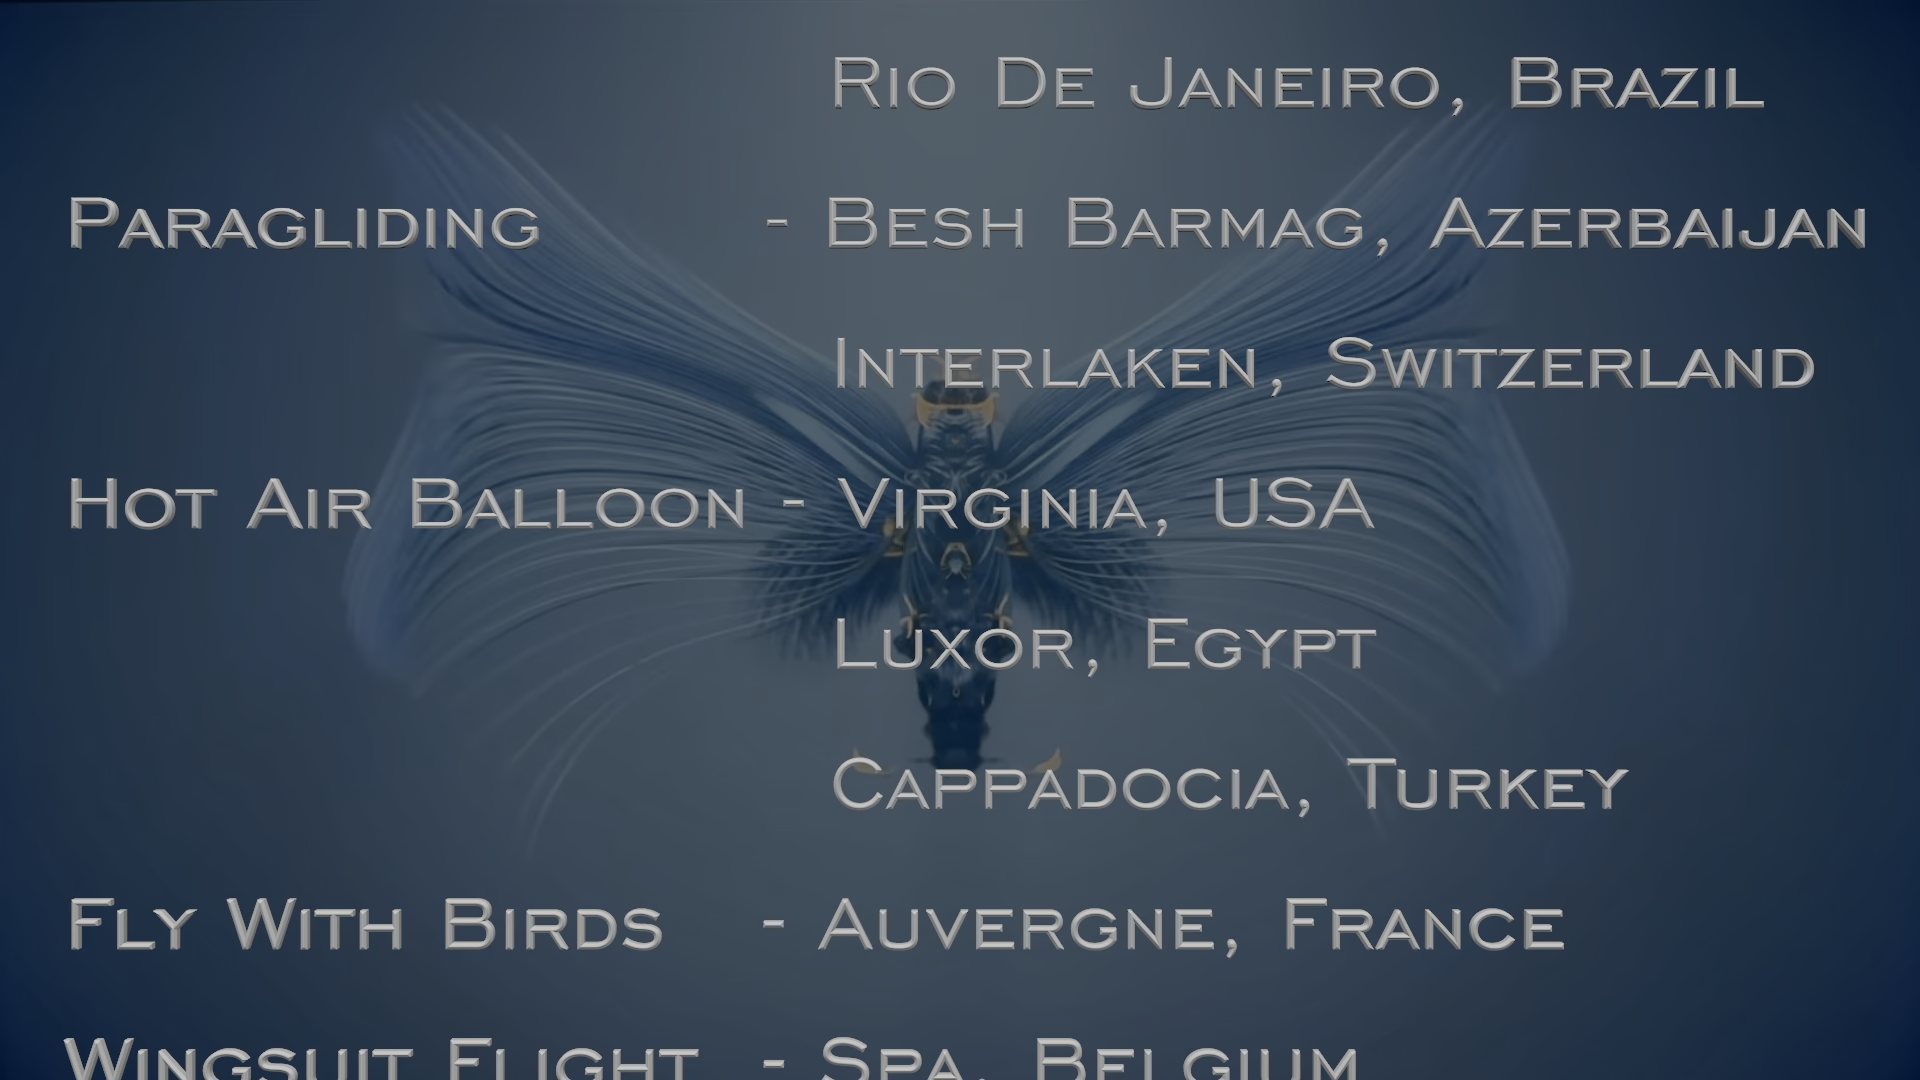 Rio De Janeiro, Brazil
Paragliding - Besh Barmag, Azerbaijan
Interlaken, Switzerland
Hot Air Balloon - Virginia, USA
Luxor, Egypt
Cappadocia, Turkey
Fly With Birds - Auvergne, France
Wingsuit Flight - Spa, Belgium